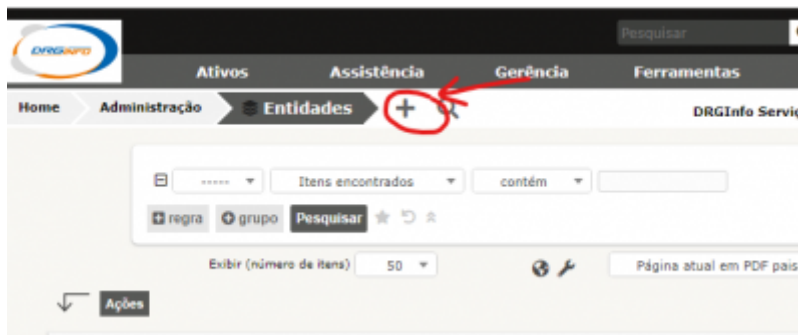 Pesquisar
DRGINFO
Ativos Assistência Gerência Ferramentas
Home Administração Entidades + DRGInfo Serviç
----- Itens encontrados contém
regra grupo Pesquisar
Exibir (número de itens) 50 Página atual em PDF pais
Ações